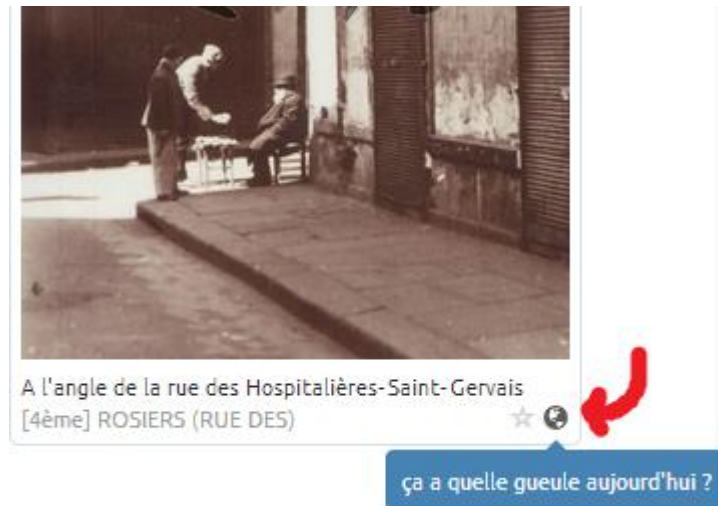 A l'angle de la rue des Hospitalières-Saint-Gervais
[4ème] ROSIERS (RUE DES)
ça a quelle gueule aujourd'hui ?